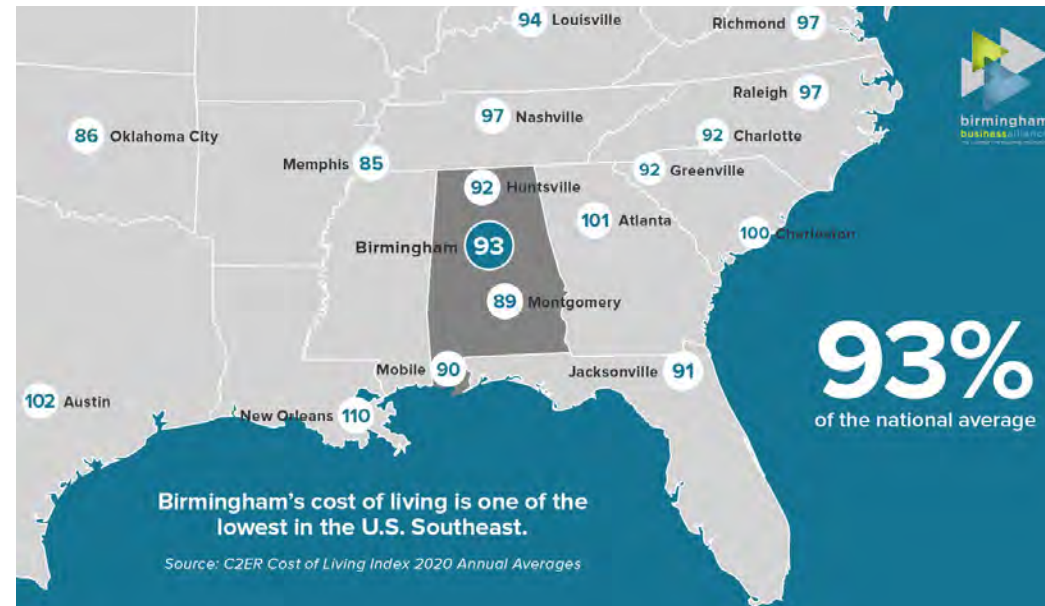 94 Louisville
Richmond 97
Raleigh 97
birmingham
businessalliance
97 Nashville
86 Oklahoma City
92 Charlotte
Memphis 85
92 Greenville
92 Huntsville
101 Atlanta
100 Charleston
Birmingham 93
89 Montgomery
Mobile 90
Jacksonville 91
102 Austin
New Orleans 110
93%
of the national average
Birmingham's cost of living is one of the
lowest in the U.S. Southeast.
Source: C2ER Cost of Living Index 2020 Annual Averages